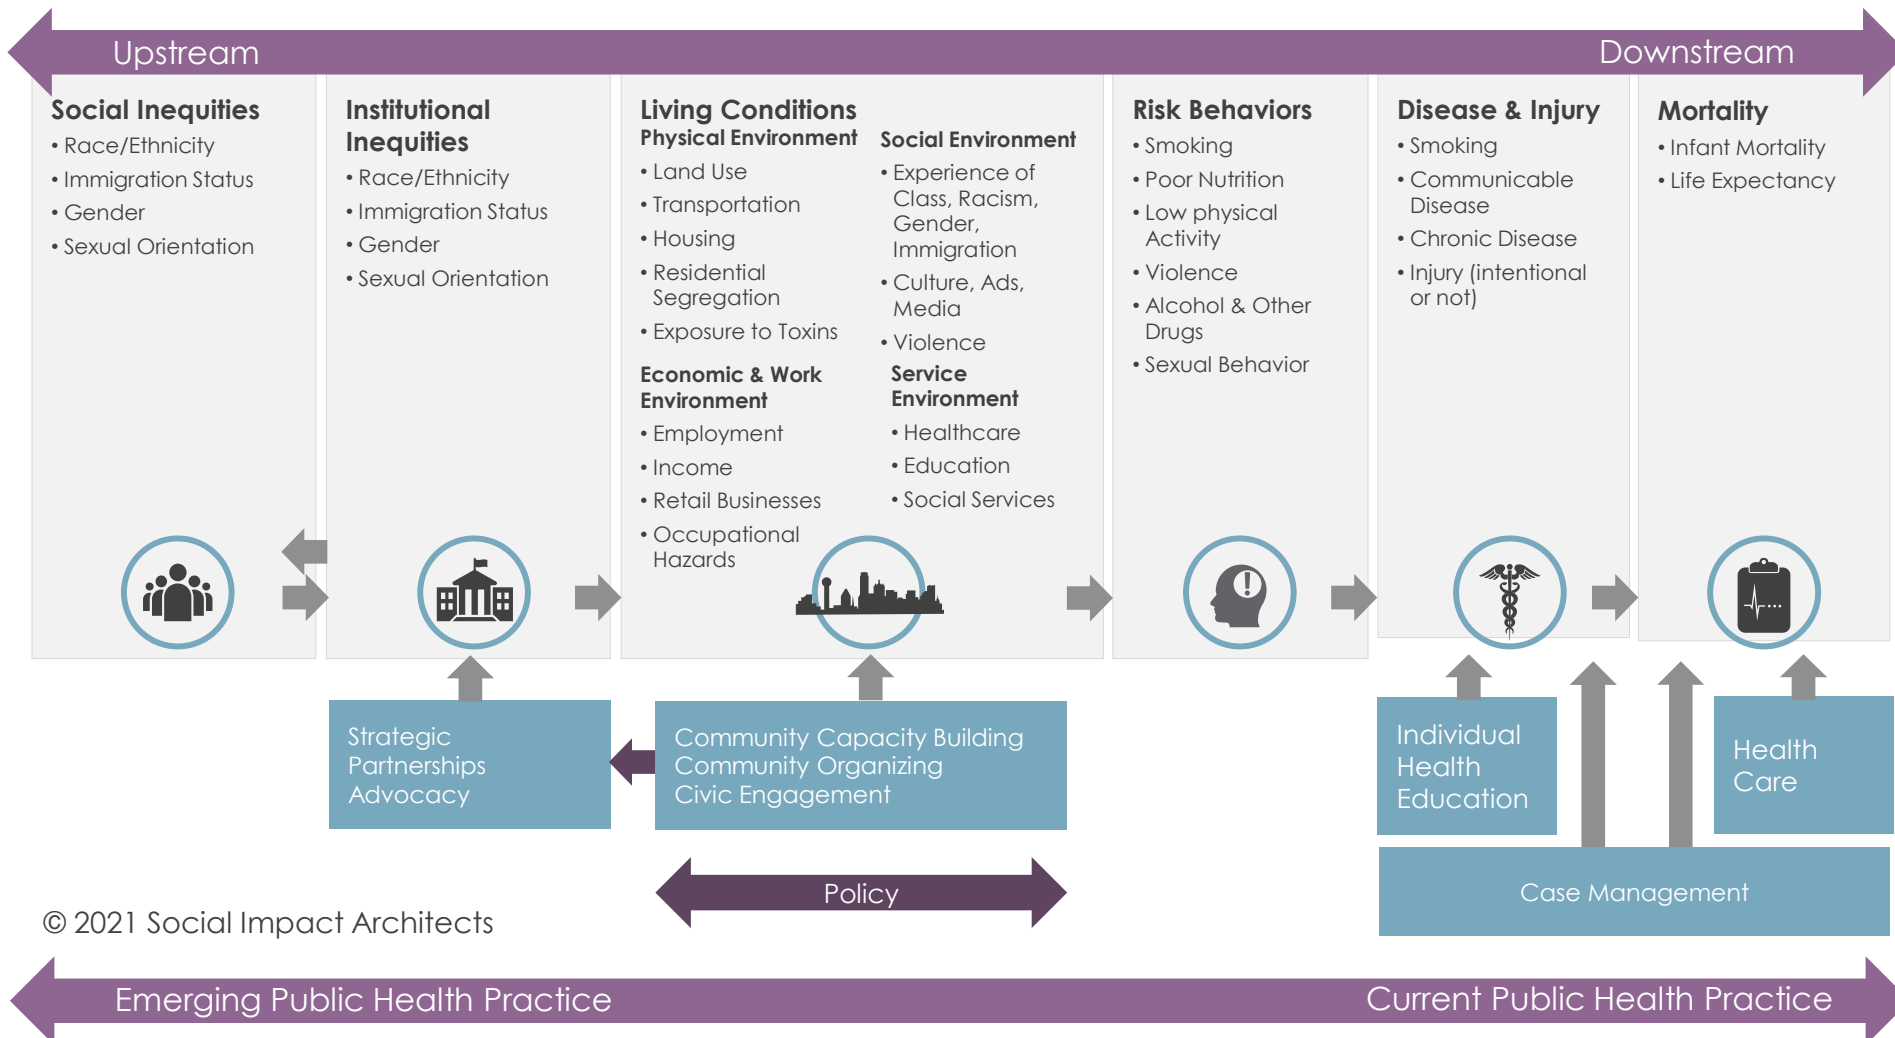 Upstream
Downstream
Social Inequities
• Race/Ethnicity
• Immigration Status
• Gender
• Sexual Orientation
Institutional
Inequities
• Race/Ethnicity
• Immigration Status
• Gender
• Sexual Orientation
Living Conditions
Physical Environment
• Land Use
• Transportation
• Housing
• Residential
Segregation
• Exposure to Toxins
Economic & Work
Environment
• Employment
• Income
• Retail Businesses
• Occupational
Hazards
Social Environment
• Experience of
Class, Racism,
Gender,
Immigration
• Culture, Ads,
Media
• Violence
Service
Environment
• Healthcare
• Education
• Social Services
Risk Behaviors
• Smoking
• Poor Nutrition
• Low physical
Activity
• Violence
• Alcohol & Other
Drugs
• Sexual Behavior
Disease & Injury
• Smoking
• Communicable
Disease
• Chronic Disease
• Injury (intentional
or not)
Mortality
• Infant Mortality
• Life Expectancy
Strategic
Partnerships
Advocacy
Community Capacity Building
Community Organizing
Civic Engagement
Individual
Health
Education
Health
Care
Policy
Case Management
© 2021 Social Impact Architects
Emerging Public Health Practice
Current Public Health Practice